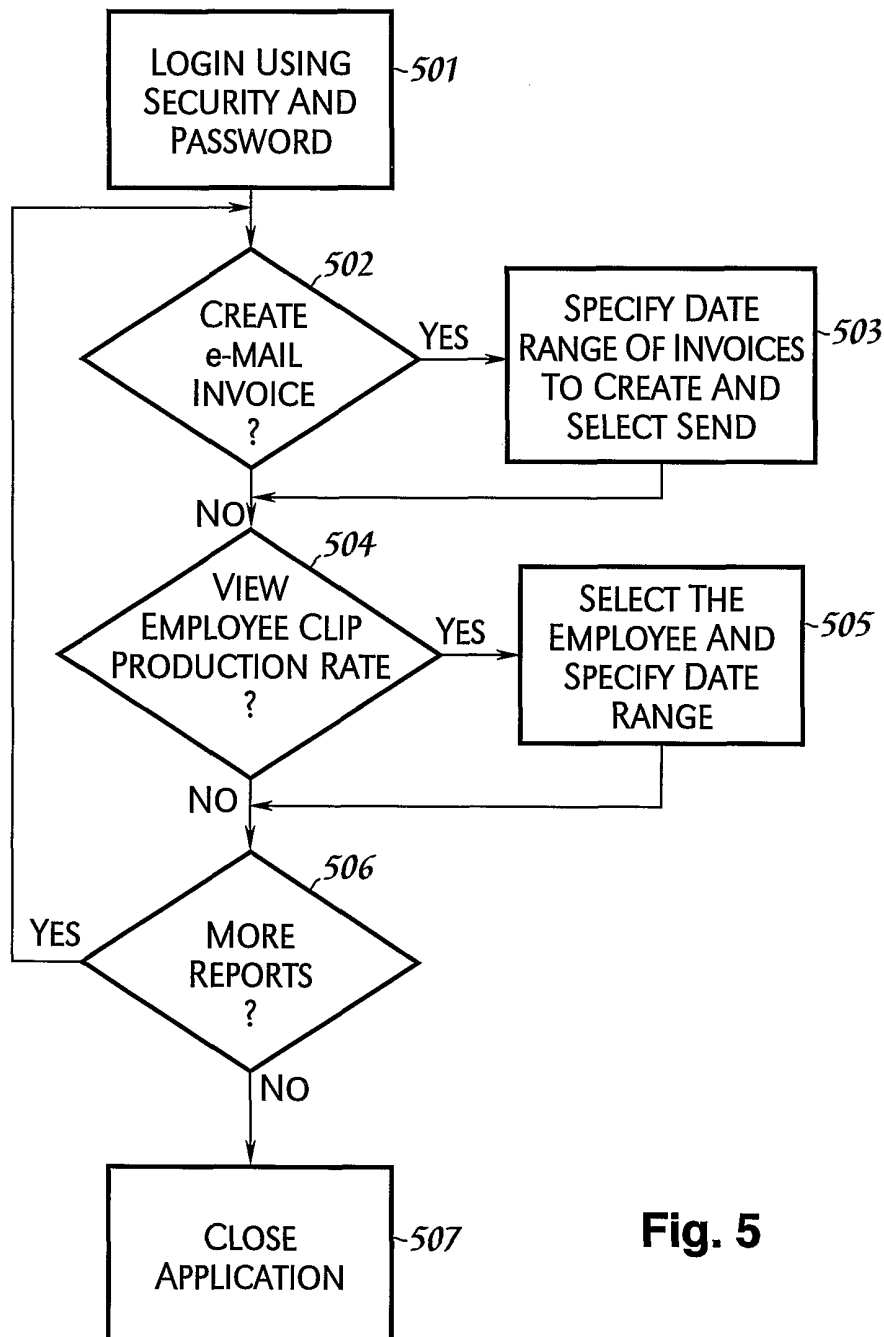 LOGIN USING
SECURITY AND
PASSWORD
501
502
CREATE
e-MAIL
INVOICE
?
YES
SPECIFY DATE
RANGE OF INVOICES
TO CREATE AND
SELECT SEND
503
NO
504
VIEW
EMPLOYEE CLIP
PRODUCTION RATE
?
YES
SELECT THE
EMPLOYEE AND
SPECIFY DATE
RANGE
505
NO
506
YES
MORE
REPORTS
?
NO
CLOSE
APPLICATION
507
Fig. 5